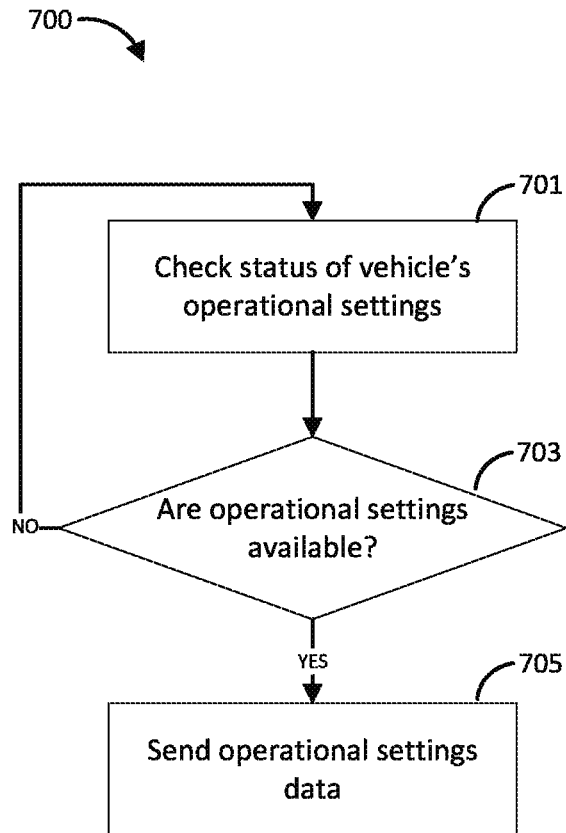 700
701
Check status of vehicle's
operational settings
703
Are operational settings
available?
NO
YES
705
Send operational settings
data